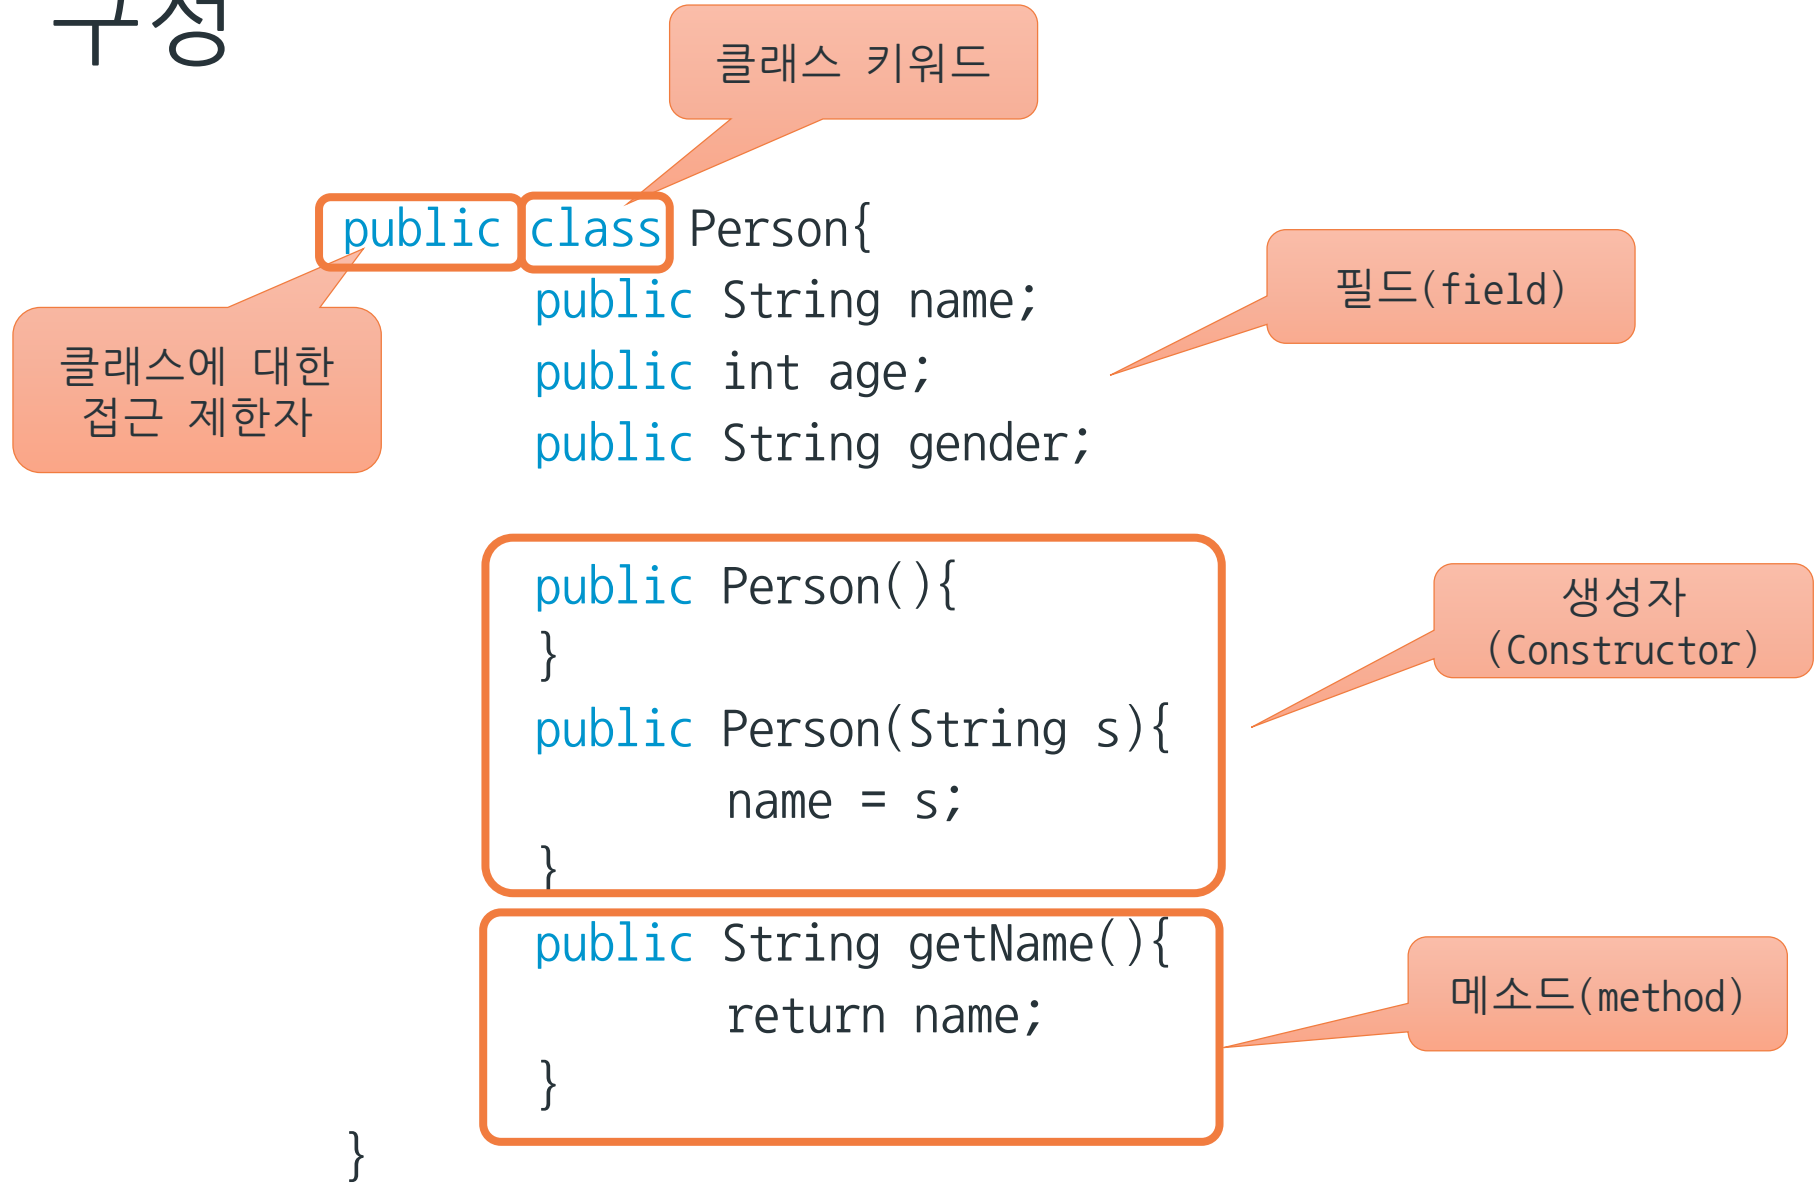 구성
클래스 키워드
public class Person{
public String name;
필드(field)
클래스에 대한
접근 제한자
public int age;
public String gender;
public Person(){
}
생성자
(Constructor)
public Person(String s){
name = s;
}
public String getName(){
return name;
메소드(method)
}
}